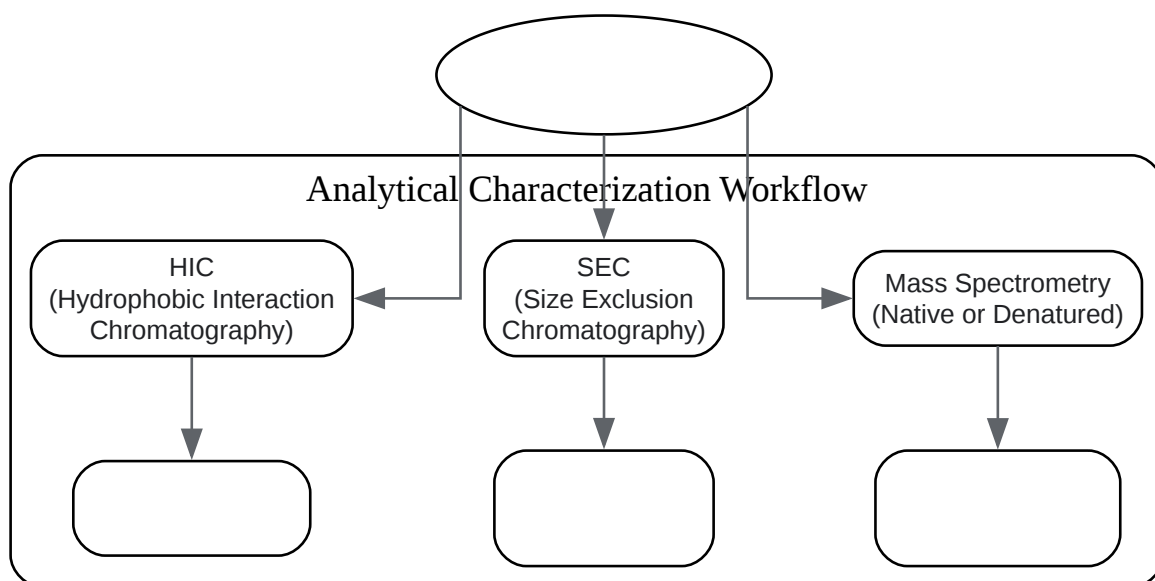 Analytical Characterization Workflow
HIC
(Hydrophobic Interaction
Chromatography)
SEC
(Size Exclusion
Chromatography)
Mass Spectrometry
(Native or Denatured)